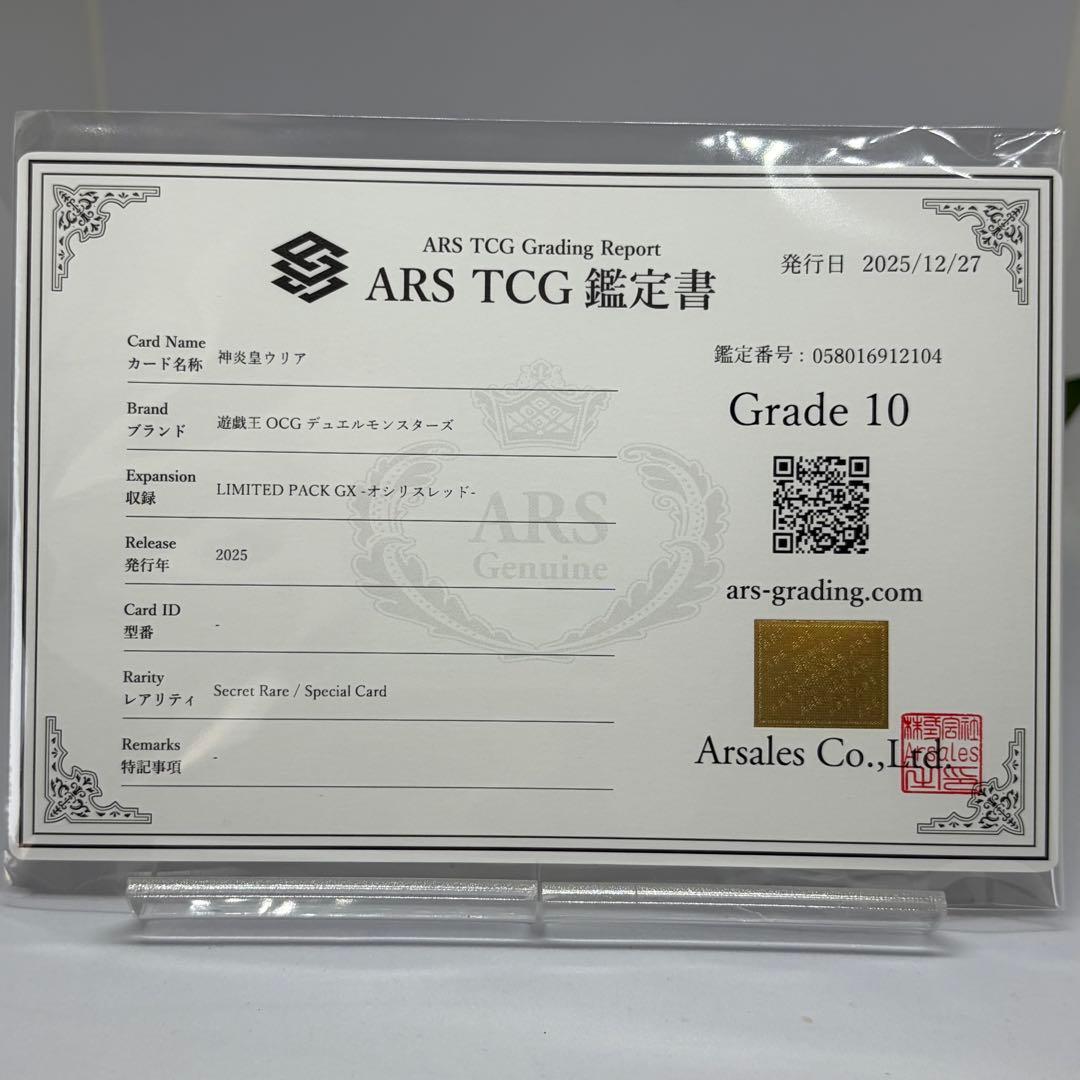 ARS TCG Grading Report
ARS TCG 鑑定書
発行日 2025/12/27
Card Name
カード名称
神炎皇ウリア
鑑定番号：058016912104
Grade 10
Brand
ブランド
遊戯王 OCG デュエルモンスターズ
Expansion
収録
LIMITED PACK GX -オシリスレッド-
Release
発行年
2025
Card ID
型番
-
Rarity
レアリティ
Secret Rare / Special Card
Remarks
特記事項
-
ARS
Genuine
ars-grading.com
Arsales Co.,Ltd.
株式会社
Arsales